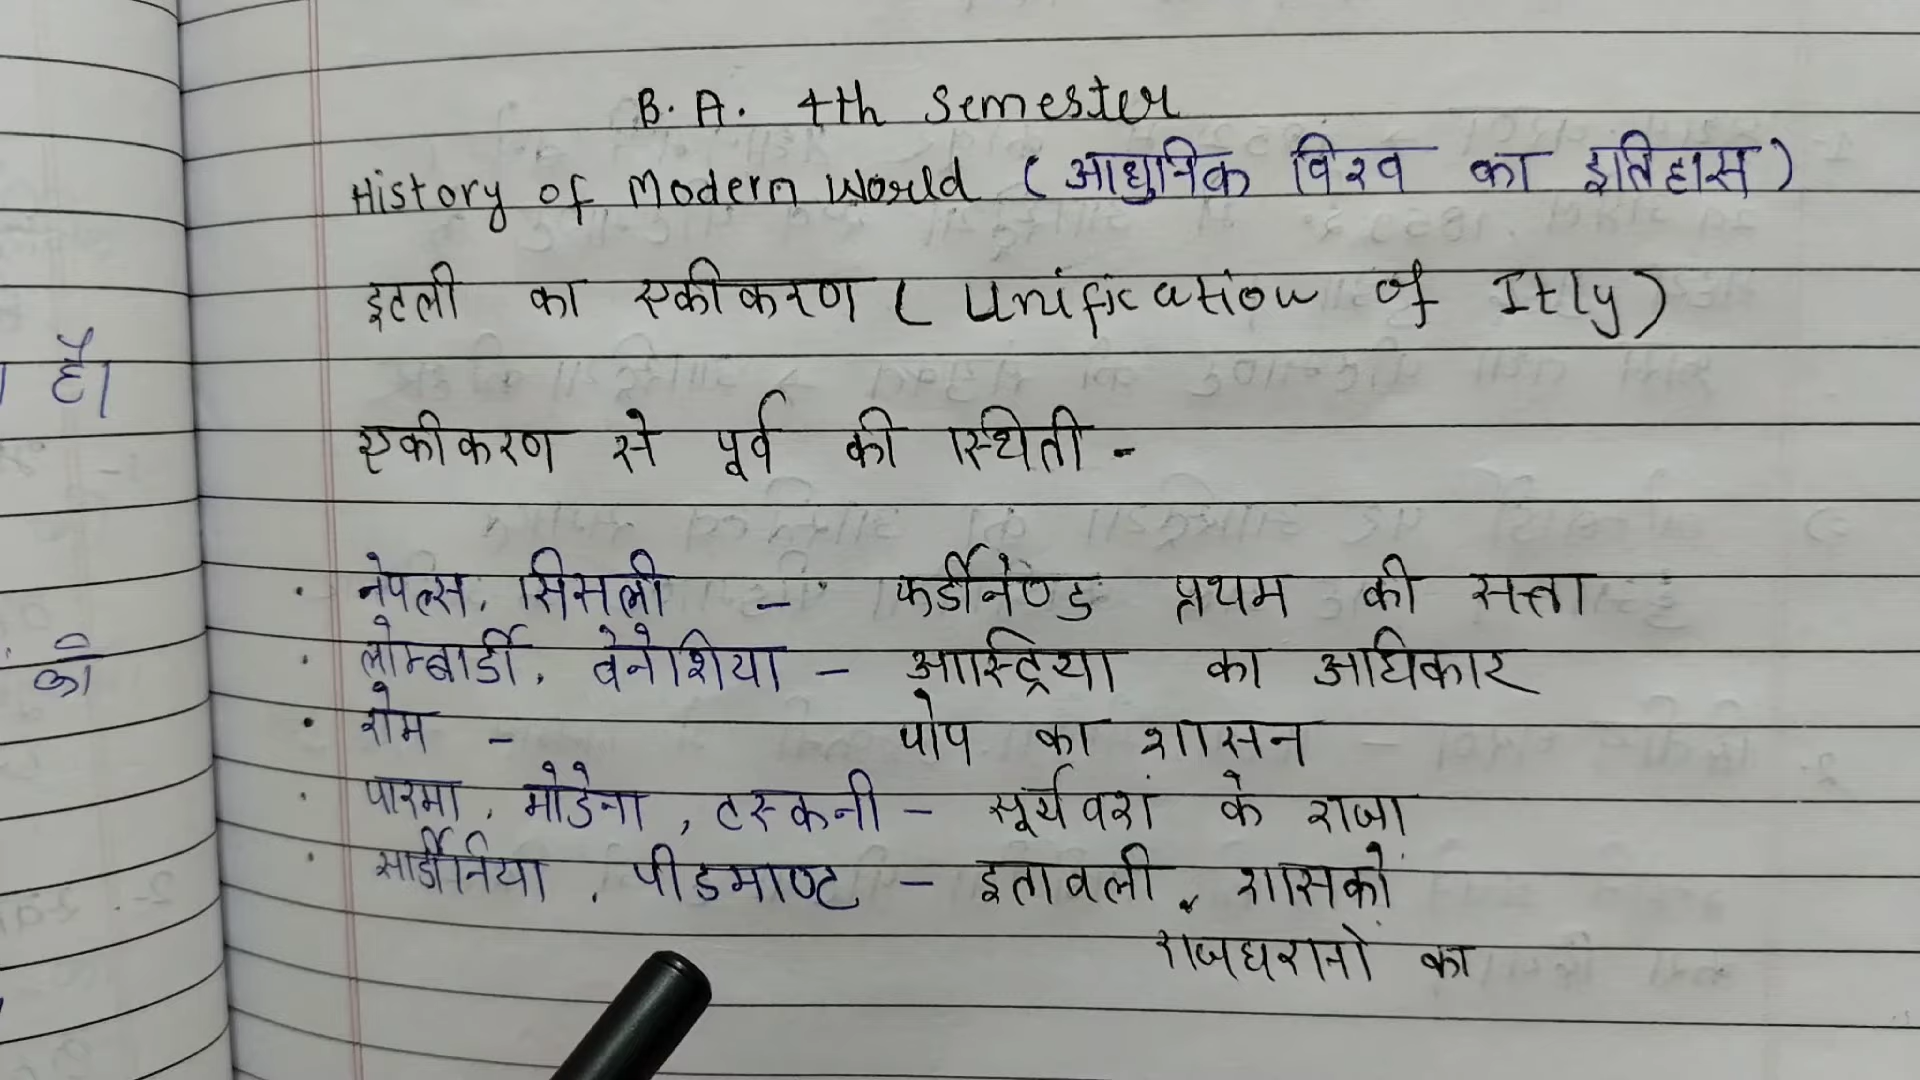 B. A. 4th Semester
History of Modern World (आधुनिक विश्व का इतिहास)
इटली का एकीकरण (Unification of Itly)
है।
एकीकरण से पूर्व की स्थिती -
नेपल्स, सिसली - फर्डीनेण्ड प्रथम की सत्ता
की
लोम्बार्डी, वेनेशिया - आस्ट्रिया का अधिकार
रोम - पोप का शासन
पारमा, मोडेना, टस्कनी - सूर्यवशं के राजा
सार्डीनिया, पीडमाण्ट - इतावली शासकों
राजघरानों का